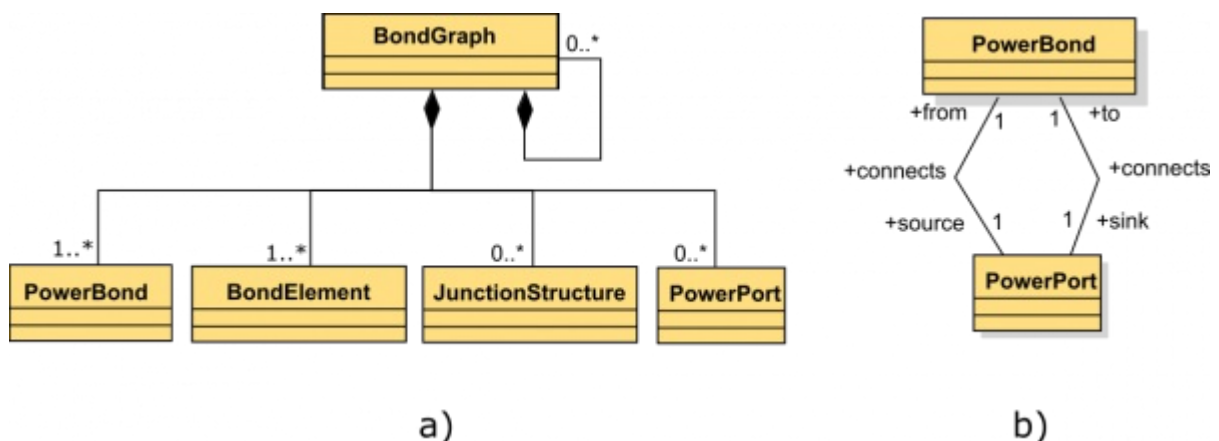 BondGraph
0..*
1..*
1..*
0..*
0..*
PowerBond
BondElement
JunctionStructure
PowerPort
a)
PowerBond
+from
1
1
+to
+connects
+connects
+source
1
1
+sink
PowerPort
b)